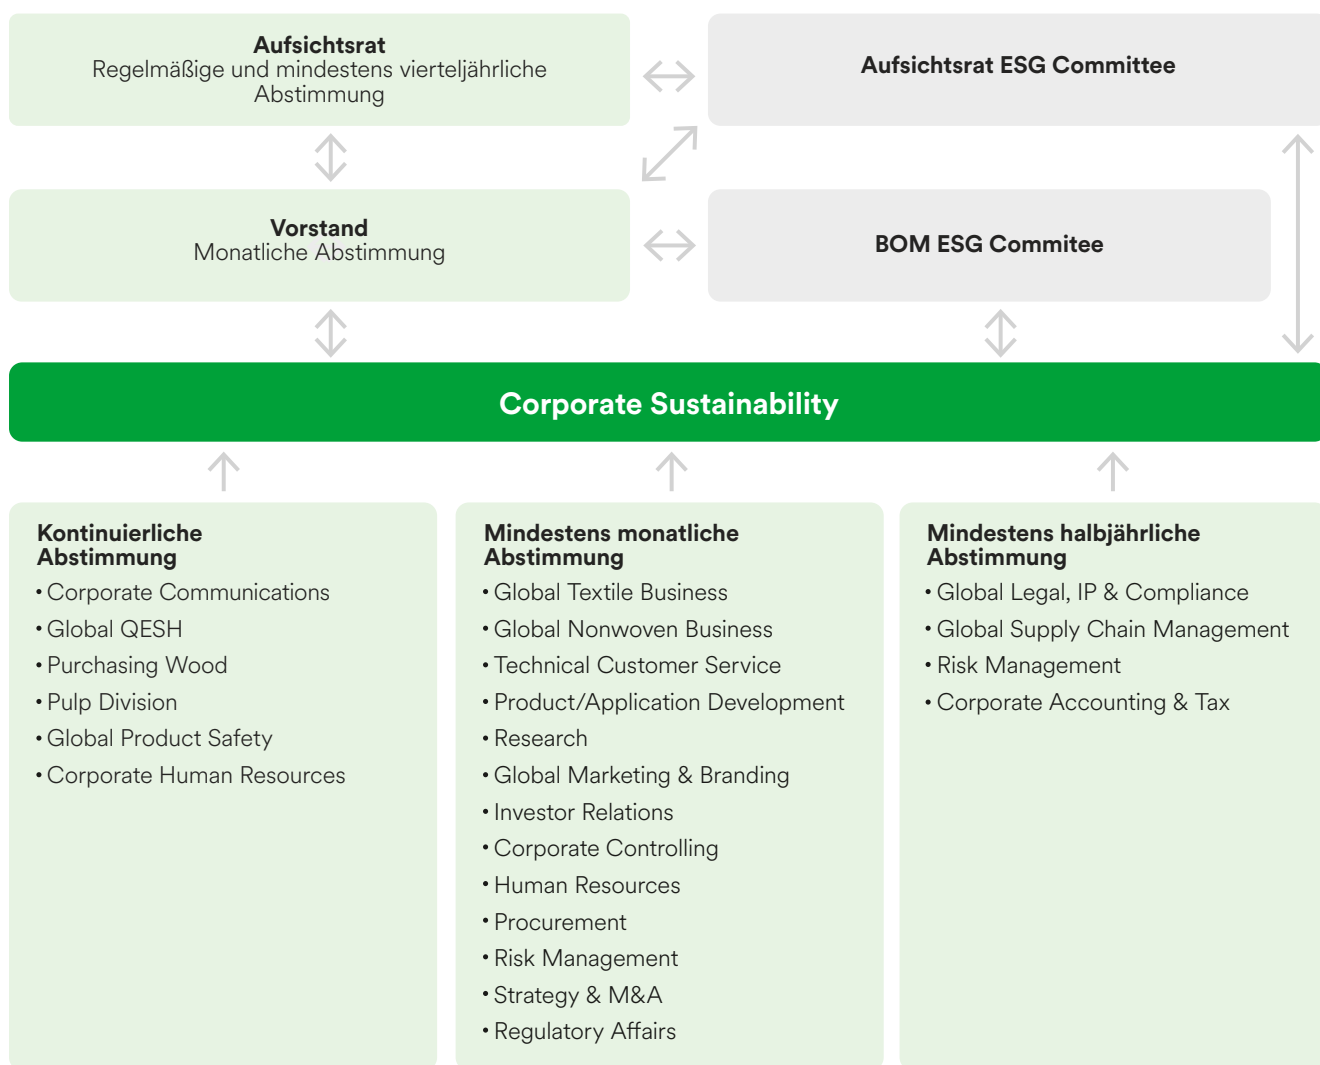 Aufsichtsrat
Regelmäßige und mindestens vierteljährliche
Abstimmung
Aufsichtsrat ESG Committee
Vorstand
Monatliche Abstimmung
BOM ESG Commitee
Corporate Sustainability
Kontinuierliche
Abstimmung
• Corporate Communications
• Global QESH
• Purchasing Wood
• Pulp Division
• Global Product Safety
• Corporate Human Resources
Mindestens monatliche
Abstimmung
• Global Textile Business
• Global Nonwoven Business
• Technical Customer Service
• Product/Application Development
• Research
• Global Marketing & Branding
• Investor Relations
• Corporate Controlling
• Human Resources
• Procurement
• Risk Management
• Strategy & M&A
• Regulatory Affairs
Mindestens halbjährliche
Abstimmung
• Global Legal, IP & Compliance
• Global Supply Chain Management
• Risk Management
• Corporate Accounting & Tax